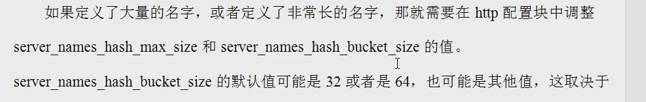 如果定义了大量的名字，或者定义了非常长的名字，那就需要在 http 配置块中调整
server_names_hash_max_size 和 server_names_hash_bucket_size 的值。
server_names_hash_bucket_size 的默认值可能是 32 或者是 64，也可能是其他值，这取决于